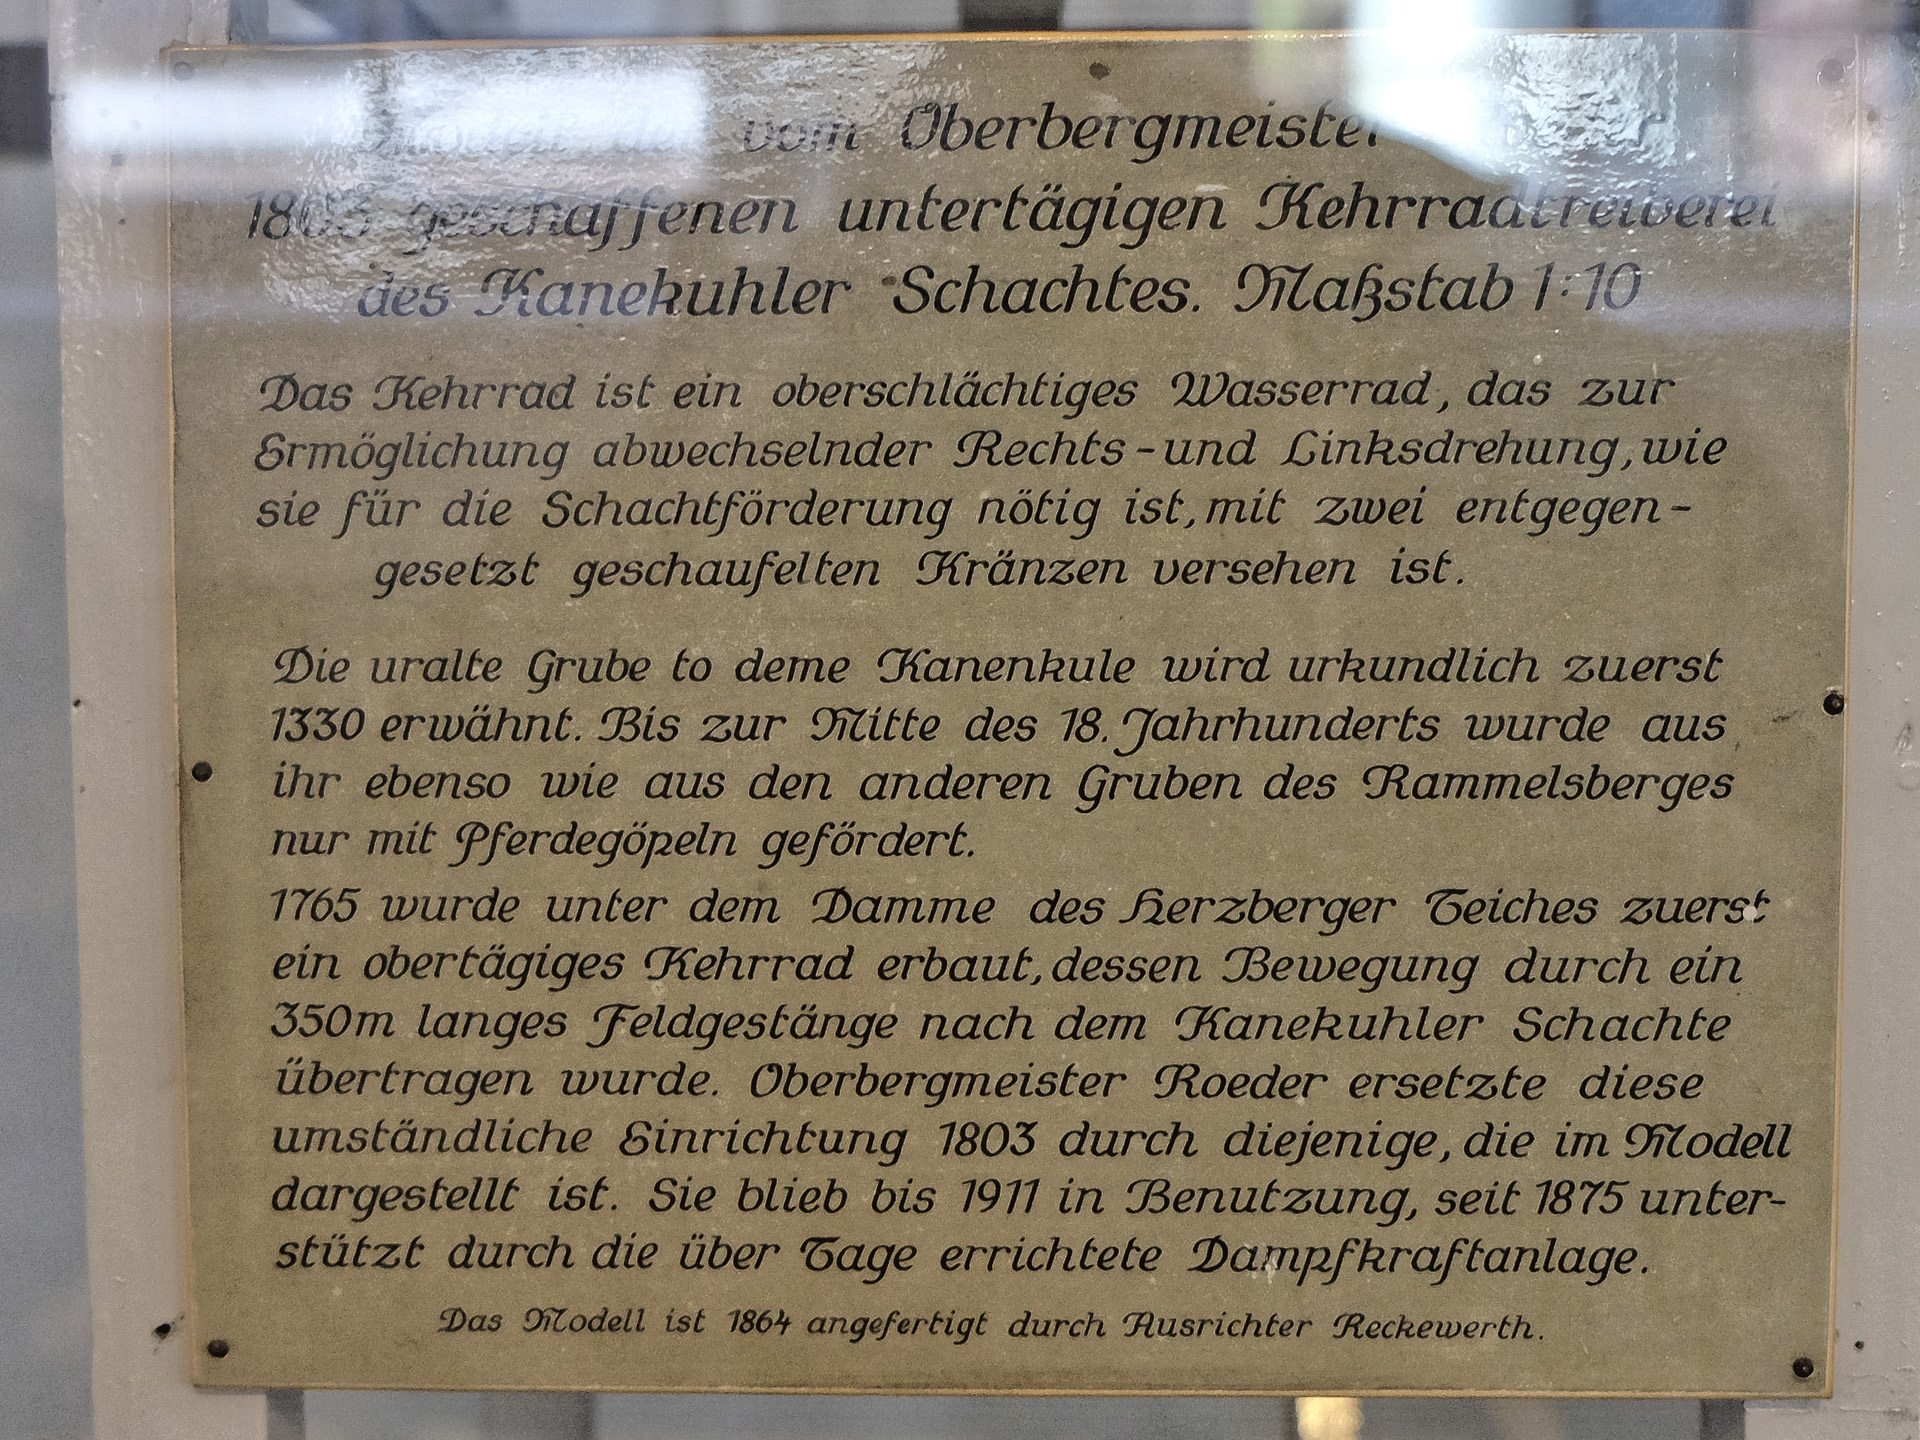 vom Oberbergmeister
1803 geschaffenen untertägigen Kehrradtreiberei
des Kanekuhler Schachtes. Maßstab 1:10
Das Kehrrad ist ein oberschlächtiges Wasserrad, das zur
Ermöglichung abwechselnder Rechts- und Linksdrehung, wie
sie für die Schachtförderung nötig ist, mit zwei entgegen-
gesetzt geschaufelten Kränzen versehen ist.
Die uralte Grube to deme Kanenkule wird urkundlich zuerst
1330 erwähnt. Bis zur Mitte des 18. Jahrhunderts wurde aus
ihr ebenso wie aus den anderen Gruben des Rammelsberges
nur mit Pferdegöpeln gefördert.
1765 wurde unter dem Damme des Herzberger Teiches zuerst
ein obertägiges Kehrrad erbaut, dessen Bewegung durch ein
350m langes Feldgestänge nach dem Kanekuhler Schachte
übertragen wurde. Oberbergmeister Roeder ersetzte diese
umständliche Einrichtung 1803 durch diejenige, die im Modell
dargestellt ist. Sie blieb bis 1911 in Benutzung, seit 1875 unter-
stützt durch die über Tage errichtete Dampfkraftanlage.
Das Modell ist 1864 angefertigt durch Ausrichter Reckewerth.